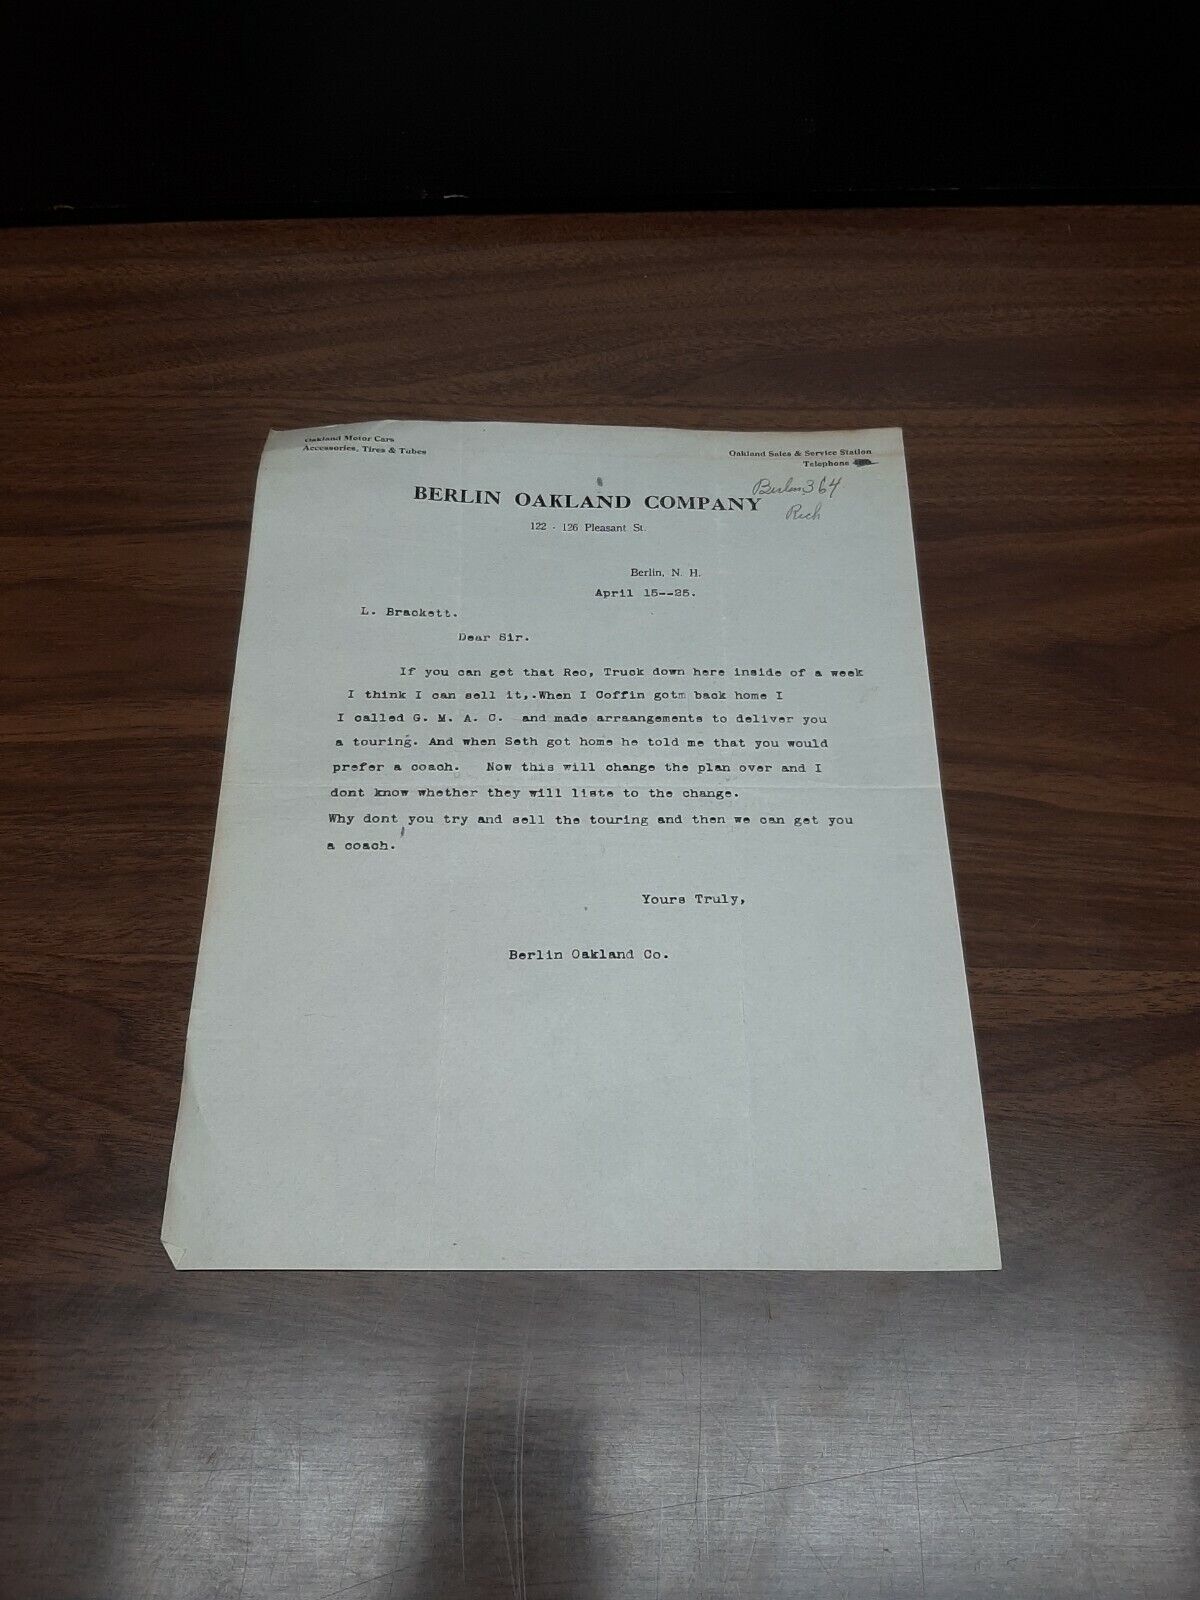 Oakland Motor Cars
Accessories, Tires & Tubes
Oakland Sales & Service Station
Telephone
BERLIN OAKLAND COMPANY
Berlin 364
Rich
122 - 126 Pleasant St.
Berlin, N. H.
April 15--25.
L. Brackett.
Dear Sir.
If you can get that Reo, Truck down here inside of a week
I think I can sell it,.When I Coffin gotm back home I
I called G. M. A. C. and made arraangements to deliver you
a touring. And when Seth got home he told me that you would
prefer a coach. Now this will change the plan over and I
dont know whether they will liste to the change.
Why dont you try and sell the touring and then we can get you
a coach.
Yours Truly,
Berlin Oakland Co.